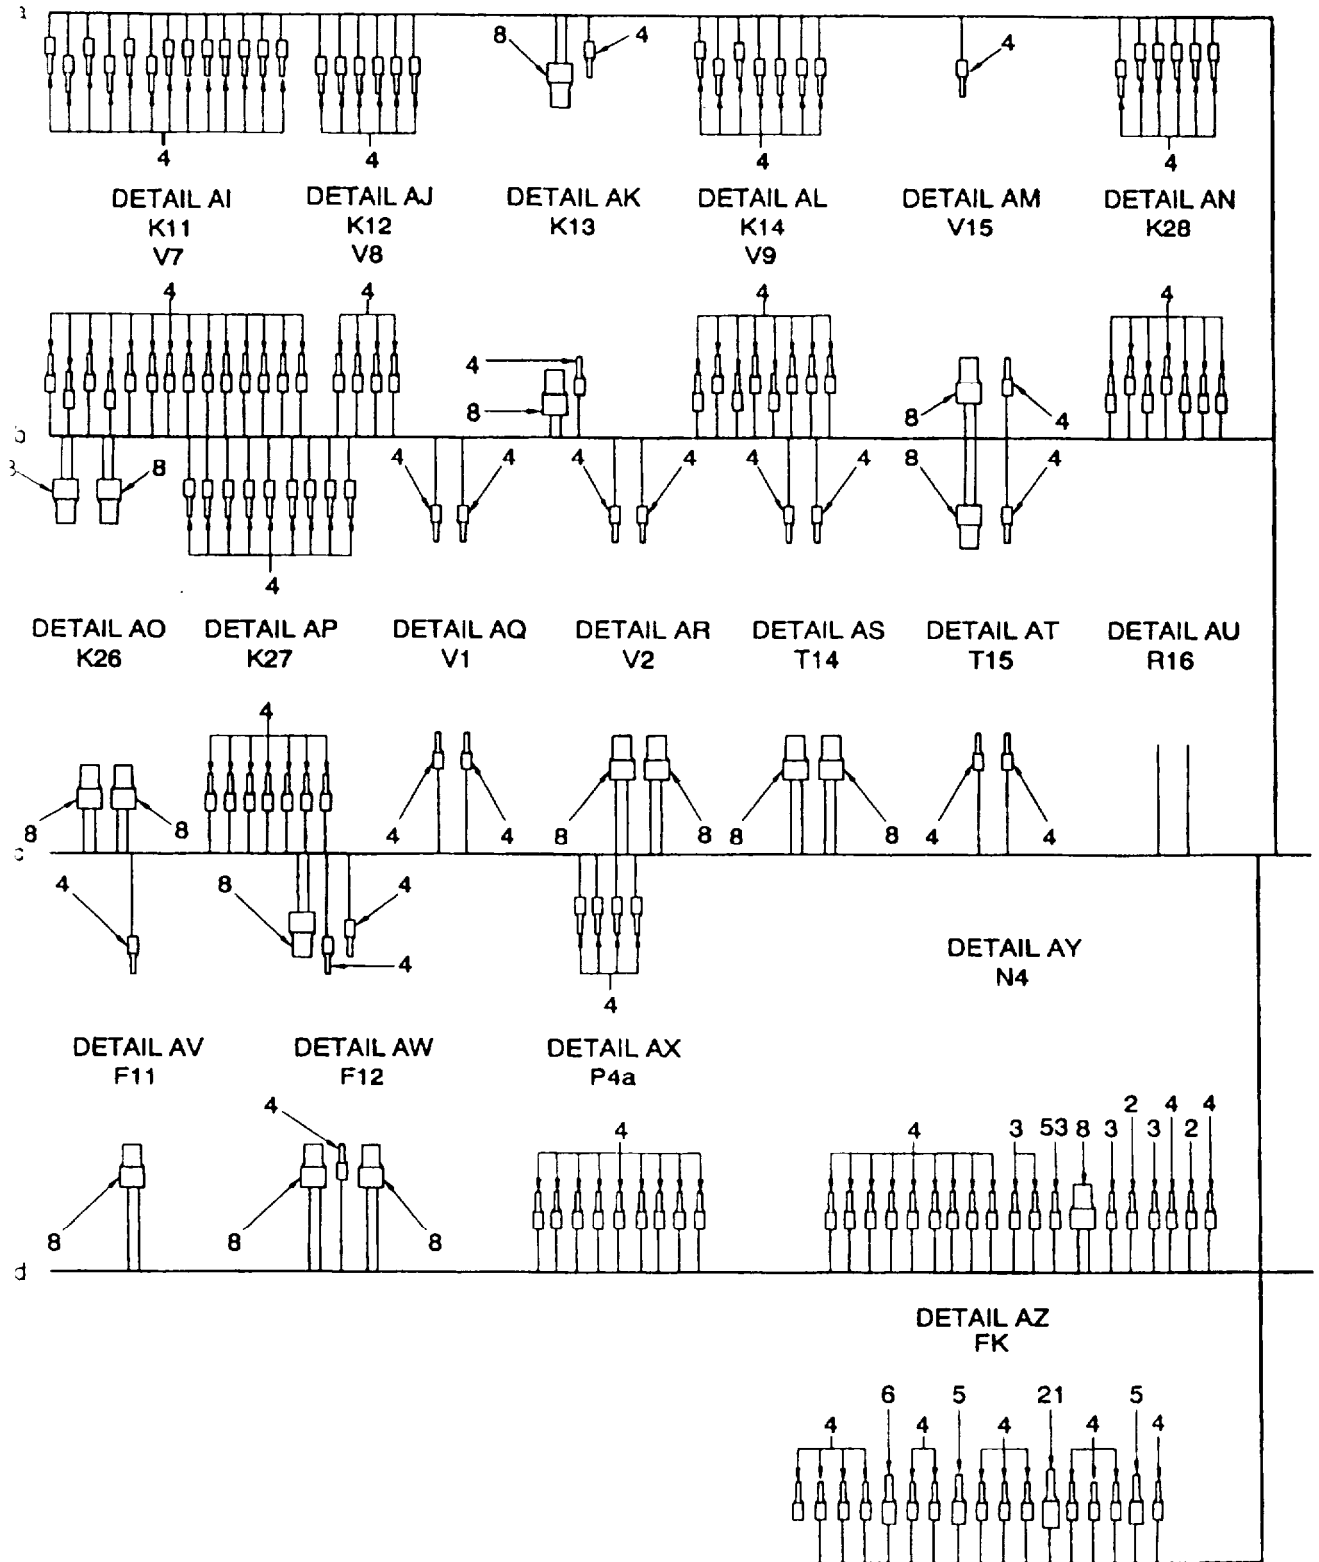 a
8 4 4
4 4 4 4
DETAIL AI DETAIL AJ DETAIL AK DETAIL AL DETAIL AM DETAIL AN
K11 K12 K13 K14 V15 K28
V7 V8 V9
4 4 4 4
4
8 8 4
b
8 4 4 4 4 4 4 8 4
4
DETAIL AO DETAIL AP DETAIL AQ DETAIL AR DETAIL AS DETAIL AT DETAIL AU
K26 K27 V1 V2 T14 T15 R16
4
8 8 4 4 8 8 8 8 4 4
c
4 8 4
4
4
DETAIL AY
N4
DETAIL AV DETAIL AW DETAIL AX
F11 F12 P4a
4 2 4 4
4 4 3 53 8 3 3 2
8 8 8
d
DETAIL AZ
FK
6 5 21 5
4 4 4 4 4